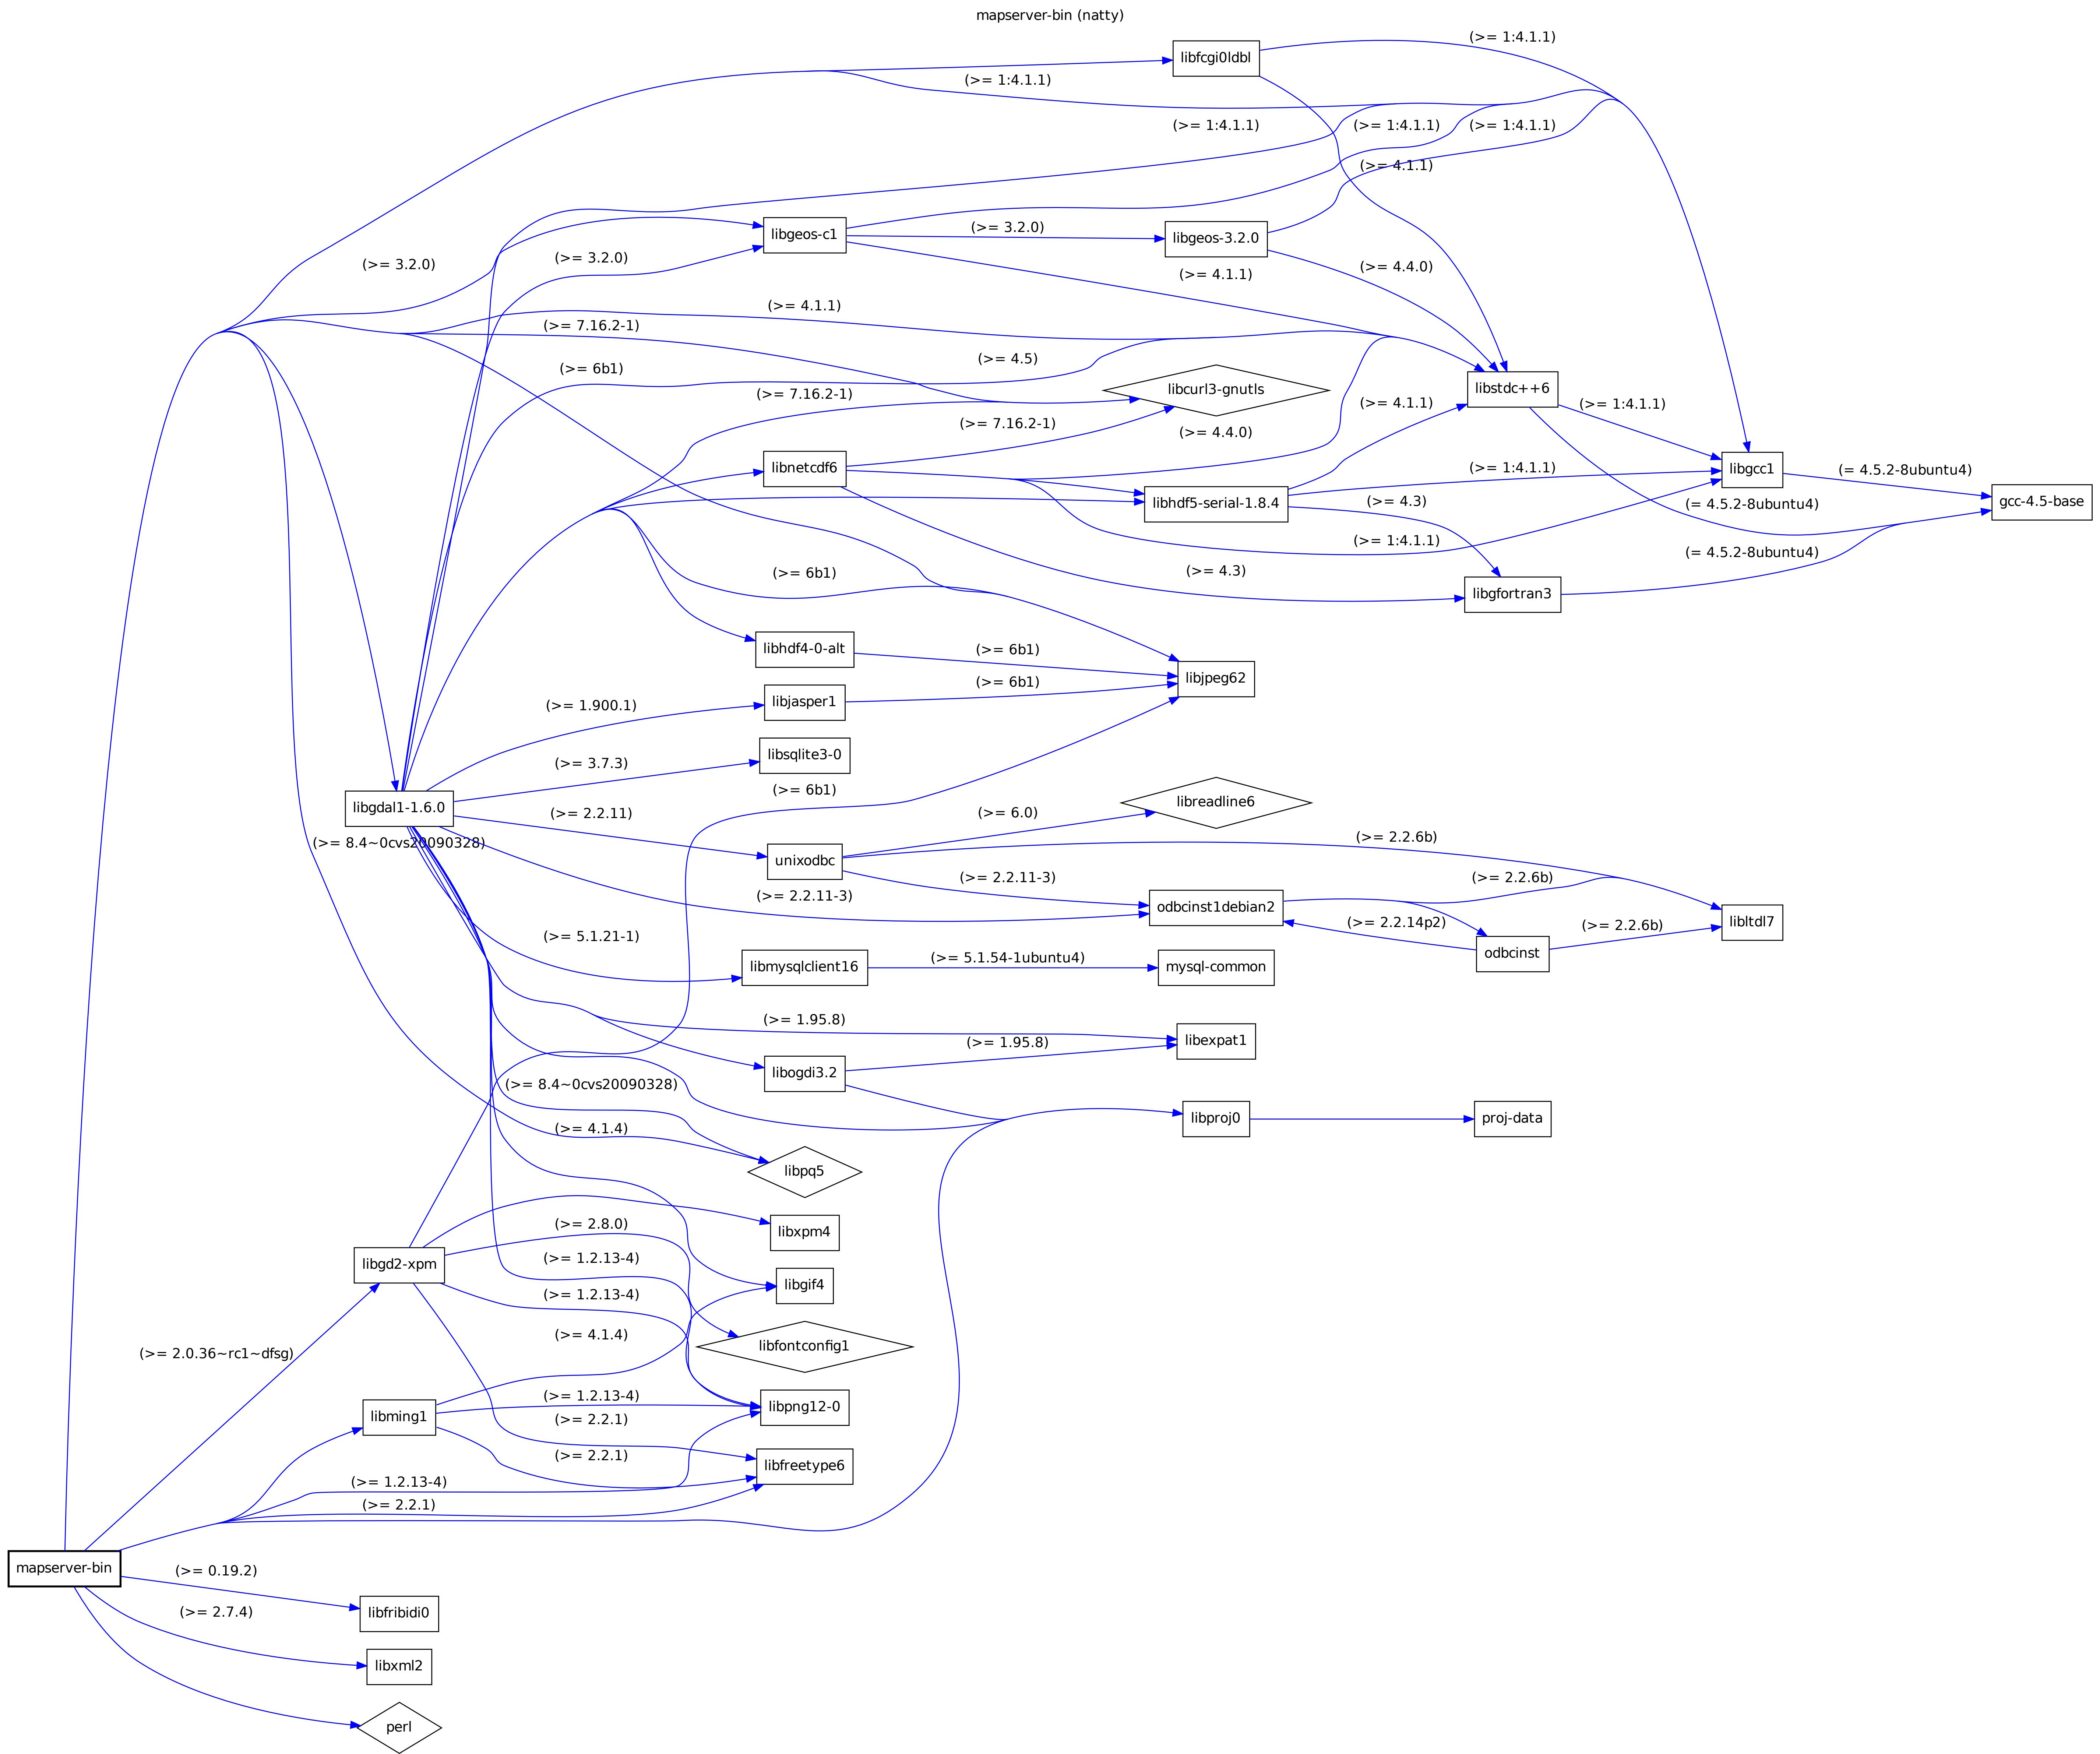 mapserver-bin (natty)
(>= 1:4.1.1)
libfcgi0ldbl
(>= 1:4.1.1)
(>= 1:4.1.1)
(>= 1:4.1.1)
(>= 1:4.1.1)
(>= 4.1.1)
(>= 3.2.0)
libgeos-c1
(>= 3.2.0)
libgeos-3.2.0
(>= 3.2.0)
(>= 4.1.1)
(>= 4.4.0)
(>= 4.1.1)
(>= 7.16.2-1)
(>= 4.5)
(>= 6b1)
libcurl3-gnutls
libstdc++6
(>= 7.16.2-1)
(>= 4.1.1)
(>= 1:4.1.1)
(>= 7.16.2-1)
(>= 4.4.0)
libnetcdf6
(>= 1:4.1.1)
libgcc1
(= 4.5.2-8ubuntu4)
libhdf5-serial-1.8.4
(>= 4.3)
(= 4.5.2-8ubuntu4)
gcc-4.5-base
(>= 1:4.1.1)
(= 4.5.2-8ubuntu4)
(>= 6b1)
(>= 4.3)
libgfortran3
libhdf4-0-alt
(>= 6b1)
libjpeg62
(>= 6b1)
(>= 1.900.1)
libjasper1
libsqlite3-0
(>= 3.7.3)
(>= 6b1)
libreadline6
libgdal1-1.6.0
(>= 2.2.11)
(>= 6.0)
(>= 8.4~0cvs20090328)
(>= 2.2.6b)
unixodbc
(>= 2.2.11-3)
(>= 2.2.6b)
(>= 2.2.11-3)
odbcinst1debian2
(>= 2.2.14p2)
(>= 2.2.6b)
libltdl7
(>= 5.1.21-1)
odbcinst
libmysqlclient16
(>= 5.1.54-1ubuntu4)
mysql-common
(>= 1.95.8)
(>= 1.95.8)
libexpat1
libogdi3.2
(>= 8.4~0cvs20090328)
libproj0
proj-data
(>= 4.1.4)
libpq5
(>= 2.8.0)
libxpm4
libgd2-xpm
(>= 1.2.13-4)
libgif4
(>= 1.2.13-4)
(>= 4.1.4)
libfontconfig1
(>= 2.0.36~rc1~dfsg)
(>= 1.2.13-4)
libming1
libpng12-0
(>= 2.2.1)
(>= 2.2.1)
libfreetype6
(>= 1.2.13-4)
(>= 2.2.1)
mapserver-bin
(>= 0.19.2)
libfribidi0
(>= 2.7.4)
libxml2
perl